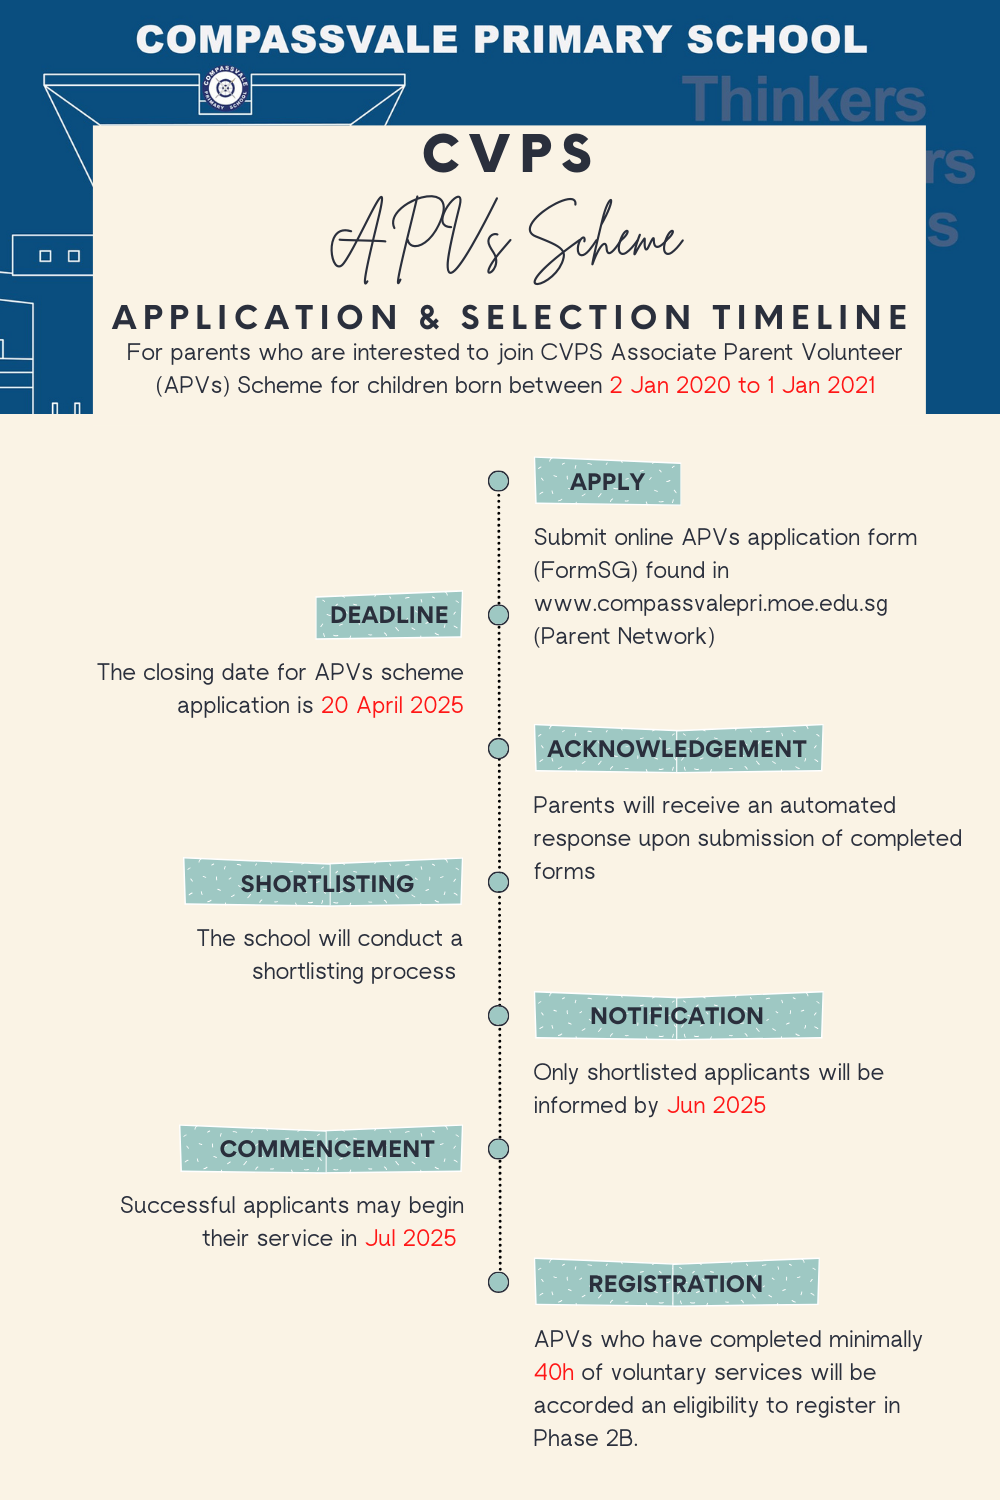 COMPASSVALE PRIMARY SCHOOL
COMPASSVALE
PRIMARY SCHOOL
Thinkers
rs
s
CVPS
APVs Scheme
APPLICATION & SELECTION TIMELINE
For parents who are interested to join CVPS Associate Parent Volunteer
(APVs) Scheme for children born between 2 Jan 2020 to 1 Jan 2021
APPLY
Submit online APVs application form
(FormSG) found in
www.compassvalepri.moe.edu.sg
(Parent Network)
DEADLINE
The closing date for APVs scheme
application is 20 April 2025
ACKNOWLEDGEMENT
Parents will receive an automated
response upon submission of completed
forms
SHORTLISTING
The school will conduct a
shortlisting process
NOTIFICATION
Only shortlisted applicants will be
informed by Jun 2025
COMMENCEMENT
Successful applicants may begin
their service in Jul 2025
REGISTRATION
APVs who have completed minimally
40h of voluntary services will be
accorded an eligibility to register in
Phase 2B.